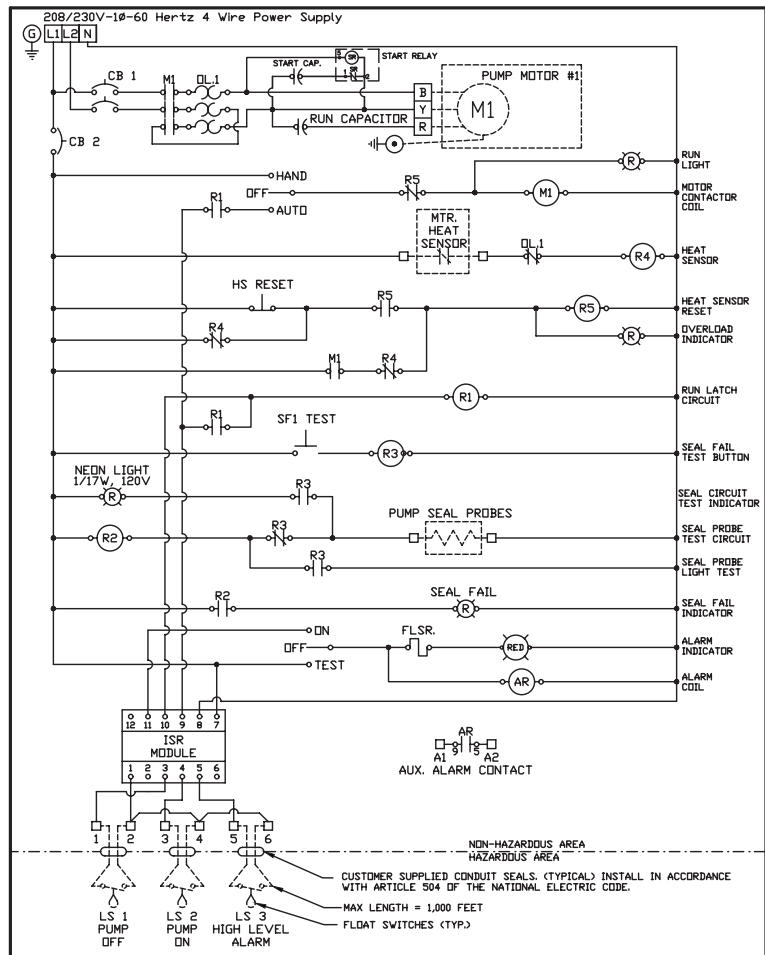 208/230V-1Ø-60 Hertz 4 Wire Power Supply
G L1 L2 N
START CAP.
5 SR
SR
1 2
START RELAY
CB 1
M1
OL.1
PUMP MOTOR #1
B
Y
R
M1
RUN CAPACITOR
CB 2
HAND
OFF
AUTO
R1
R5
R
RUN
LIGHT
M1
MOTOR
CONTACTOR
COIL
MTR.
HEAT
SENSOR
OL.1
R4
HEAT
SENSOR
HS RESET
R5
R5
HEAT SENSOR
RESET
R4
R
OVERLOAD
INDICATOR
M1
R4
R1
RUN LATCH
CIRCUIT
R1
SF1 TEST
R3
SEAL FAIL
TEST BUTTON
NEON LIGHT
1/17W, 120V
R
R3
SEAL CIRCUIT
TEST INDICATOR
PUMP SEAL PROBES
R2
R3
SEAL PROBE
TEST CIRCUIT
R3
SEAL PROBE
LIGHT TEST
R2
SEAL FAIL
R
SEAL FAIL
INDICATOR
ON
OFF
TEST
FLSR.
RED
ALARM
INDICATOR
AR
ALARM
COIL
12 11 10 9 8 7
ISR
MODULE
1 2 3 4 5 6
AR
A1 9 5 A2
AUX. ALARM CONTACT
1 2 3 4 5 6
NON-HAZARDOUS AREA
HAZARDOUS AREA
CUSTOMER SUPPLIED CONDUIT SEALS. (TYPICAL) INSTALL IN ACCORDANCE
WITH ARTICLE 504 OF THE NATIONAL ELECTRIC CODE.
MAX LENGTH = 1,000 FEET
FLOAT SWITCHES (TYP.)
LS 1
PUMP
OFF
LS 2
PUMP
ON
LS 3
HIGH LEVEL
ALARM